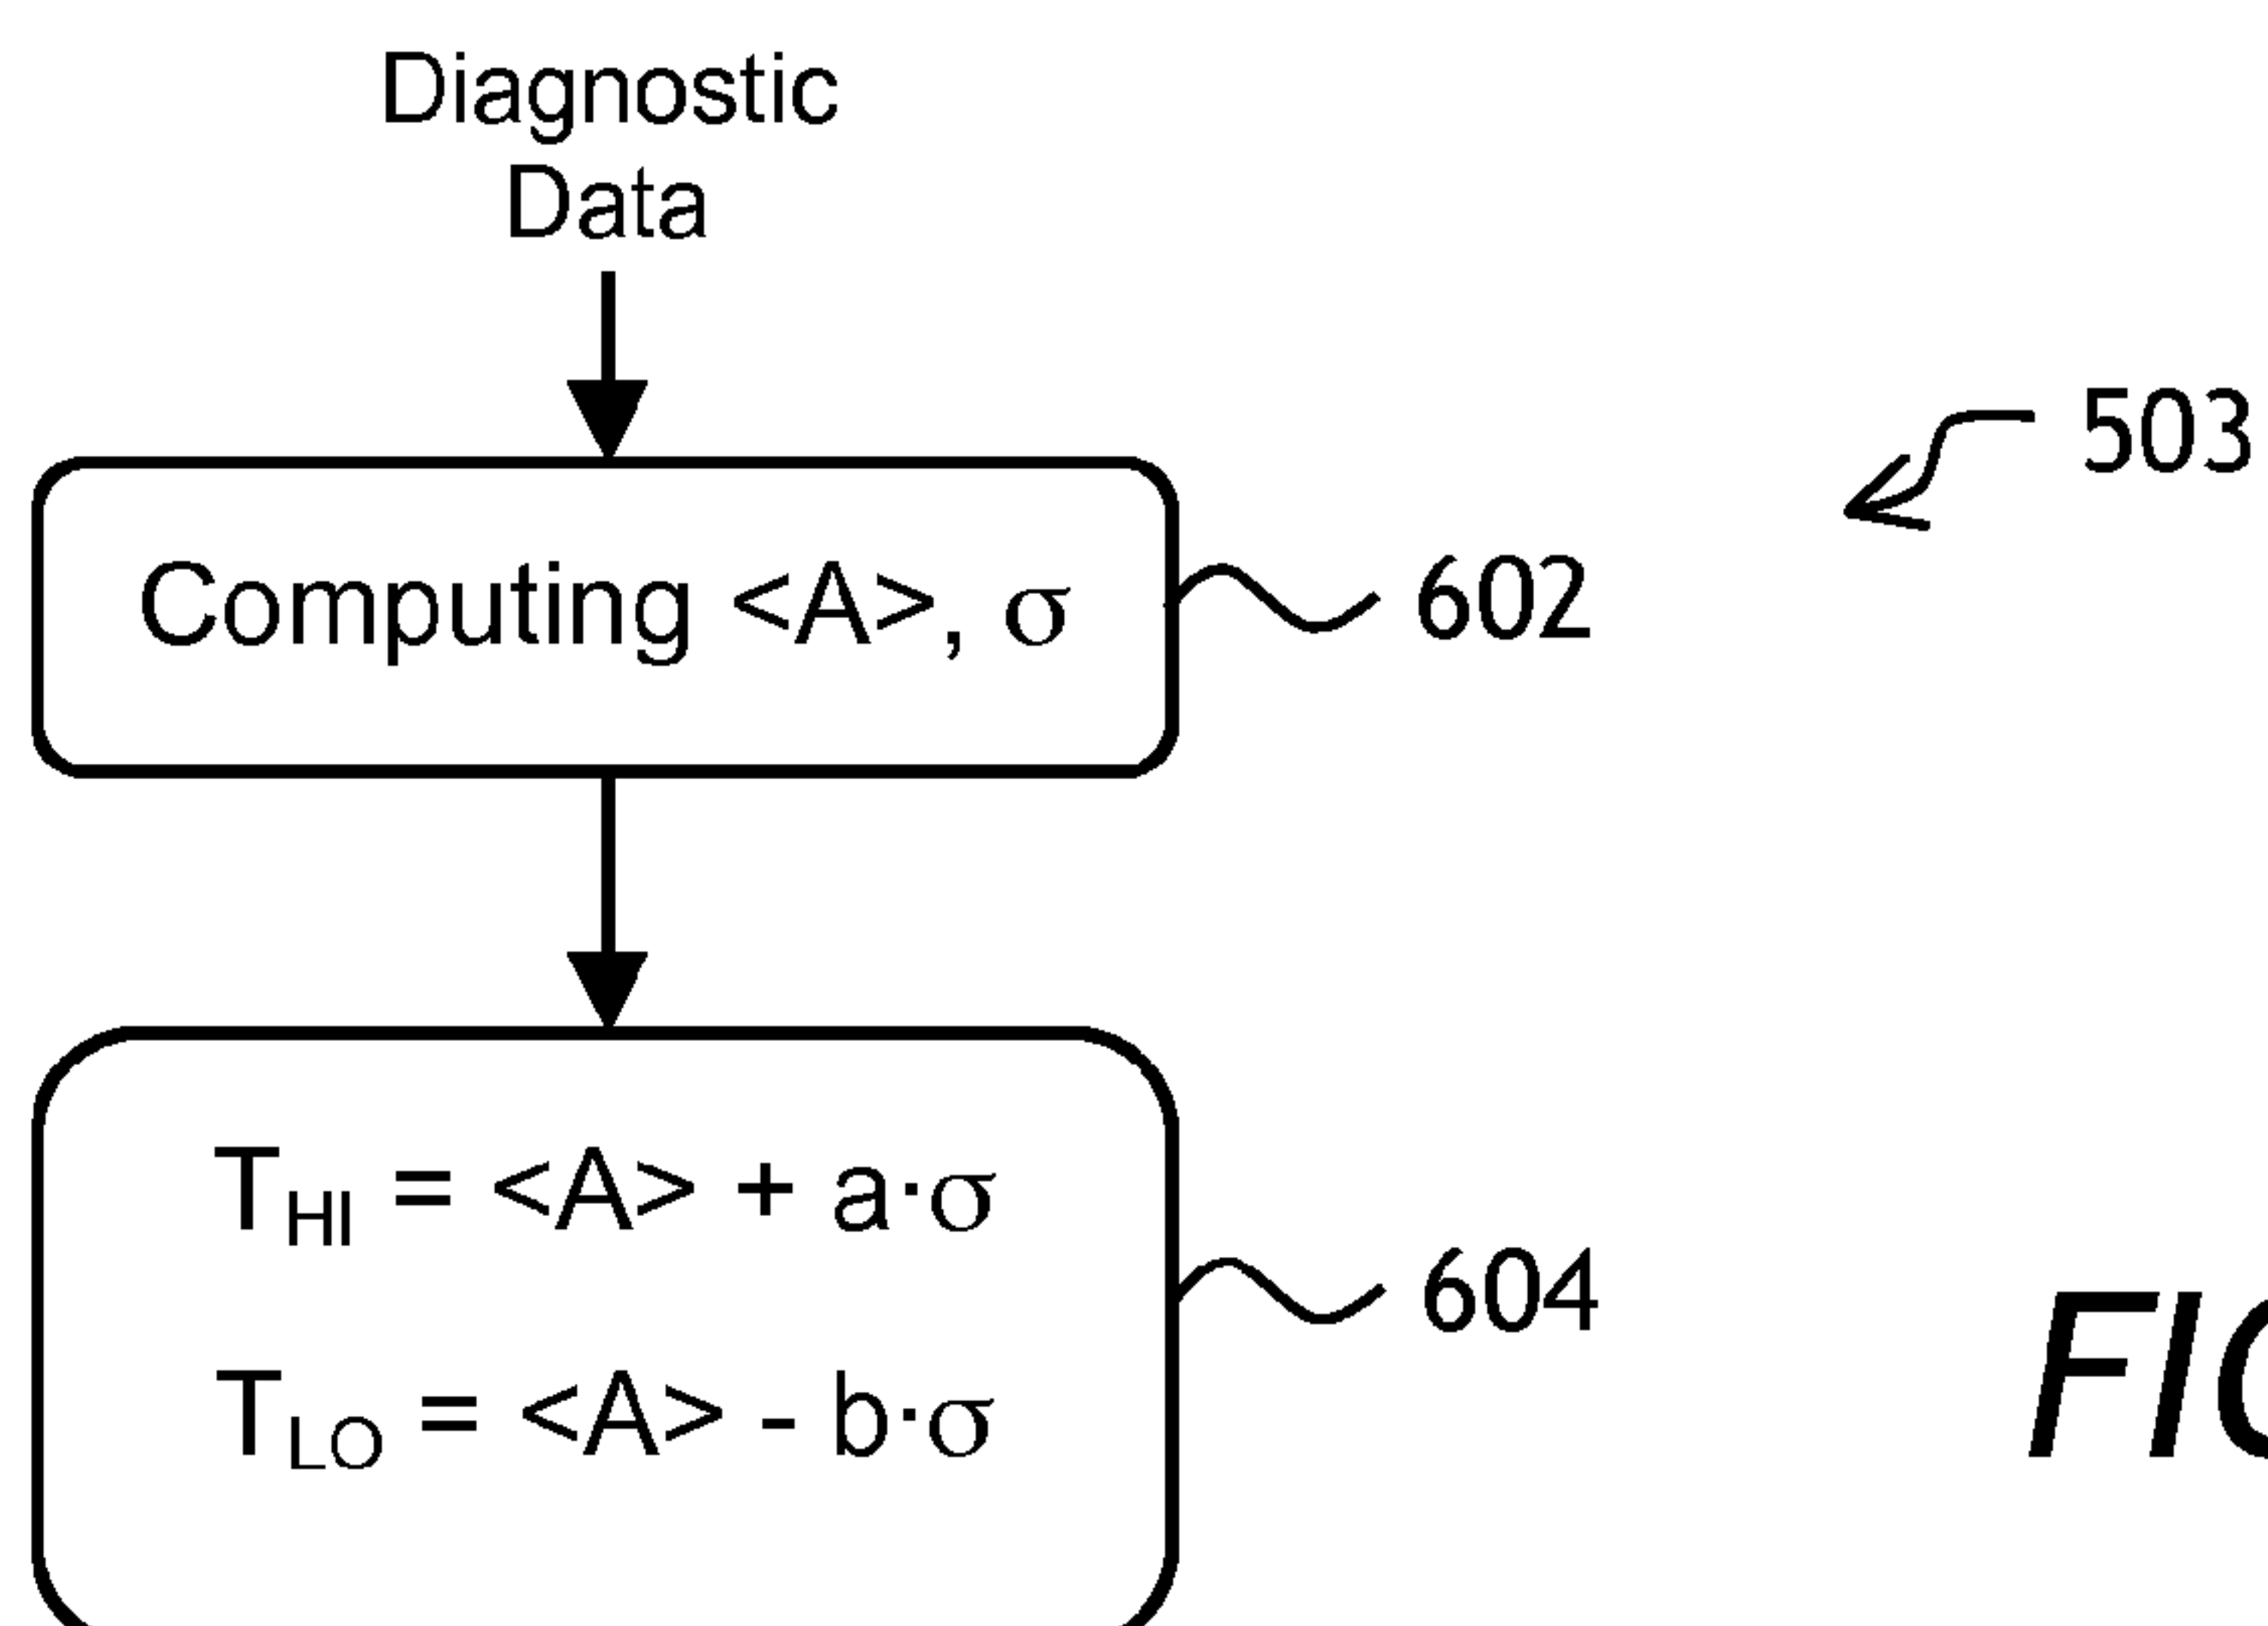 Diagnostic
Data
503
Computing <A>, σ
602
T_HI = <A> + a·σ
604
T_LO = <A> - b·σ